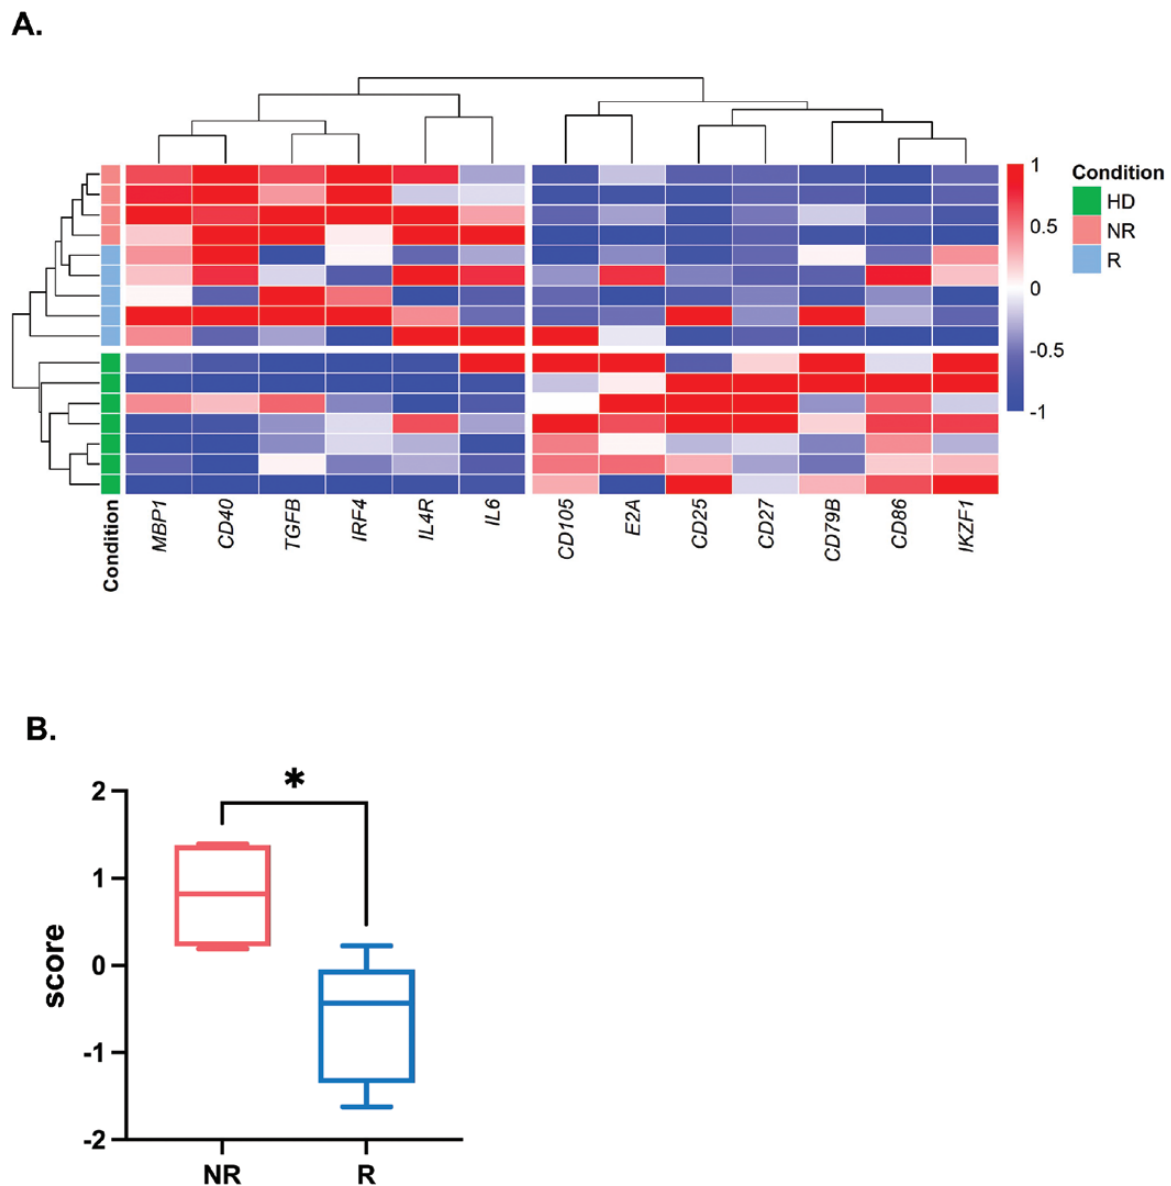 A.
1
0.5
0
-0.5
-1
Condition
HD
NR
R
Condition
MBP1
CD40
TGFB
IRF4
IL4R
IL6
CD105
E2A
CD25
CD27
CD79B
CD86
IKZF1
B.
*
2
1
0
-1
-2
score
NR
R